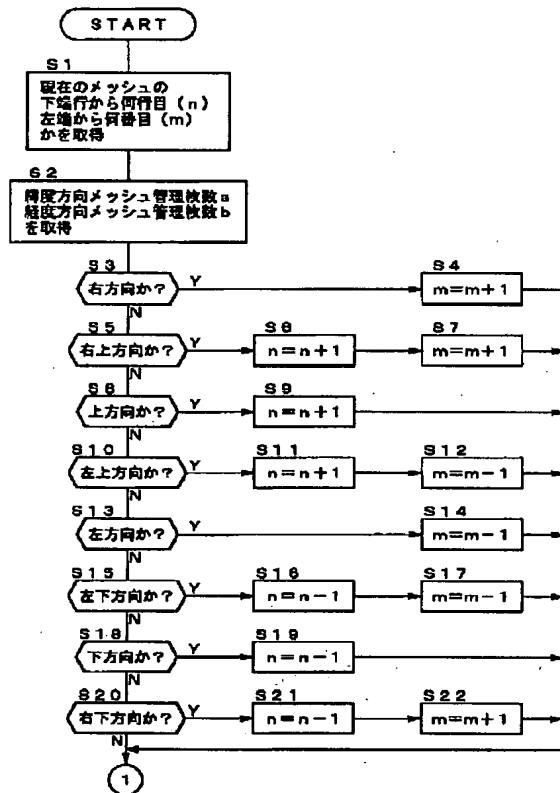 START
S1
現在のメッシュの
下端行から何行目(n)
左端から何番目(m)
かを取得
S2
緯度方向メッシュ管理枚数a
経度方向メッシュ管理枚数b
を取得
S3
右方向か?
Y
S4
m=m+1
N
S5
右上方向か?
Y
S6
n=n+1
S7
m=m+1
N
S8
上方向か?
Y
S9
n=n+1
N
S10
左上方向か?
Y
S11
n=n+1
S12
m=m-1
N
S13
左方向か?
Y
S14
m=m-1
N
S15
左下方向か?
Y
S16
n=n-1
S17
m=m-1
N
S18
下方向か?
Y
S19
n=n-1
N
S20
右下方向か?
Y
S21
n=n-1
S22
m=m+1
N
1